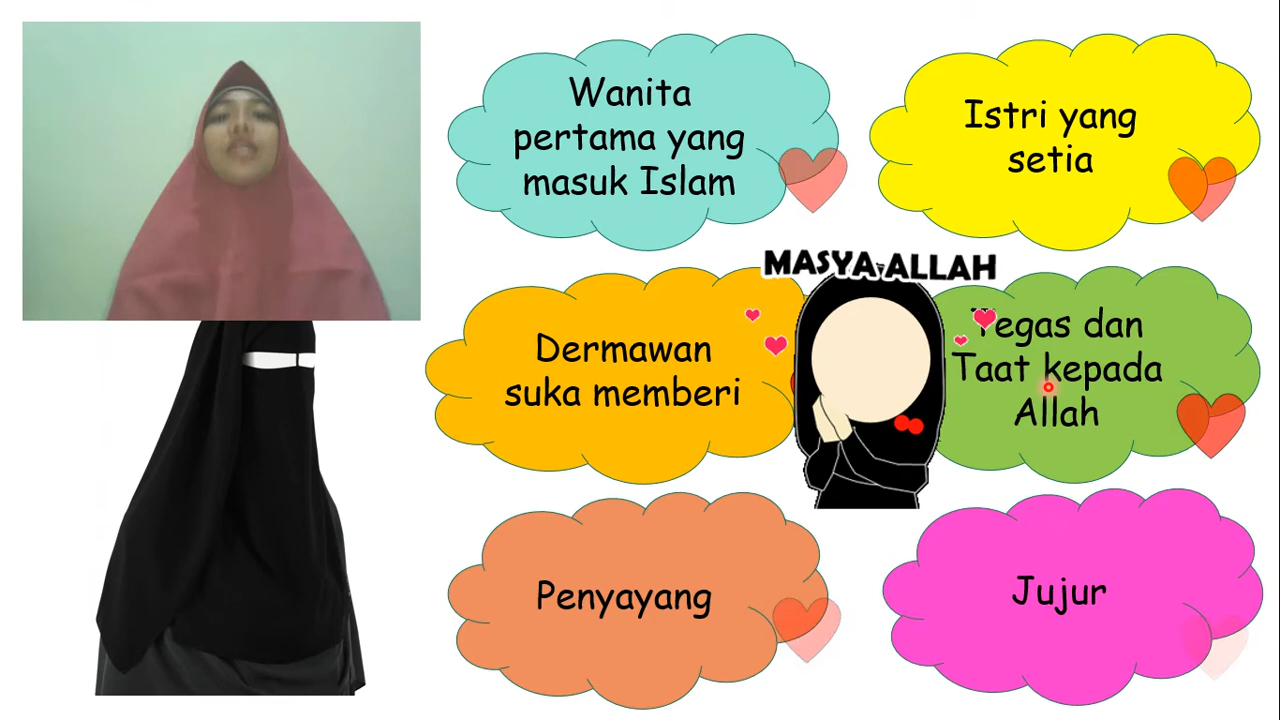 Wanita
pertama yang
masuk Islam
Istri yang
setia
MASYA ALLAH
Dermawan
suka memberi
Tegas dan
Taat kepada
Allah
Penyayang
Jujur